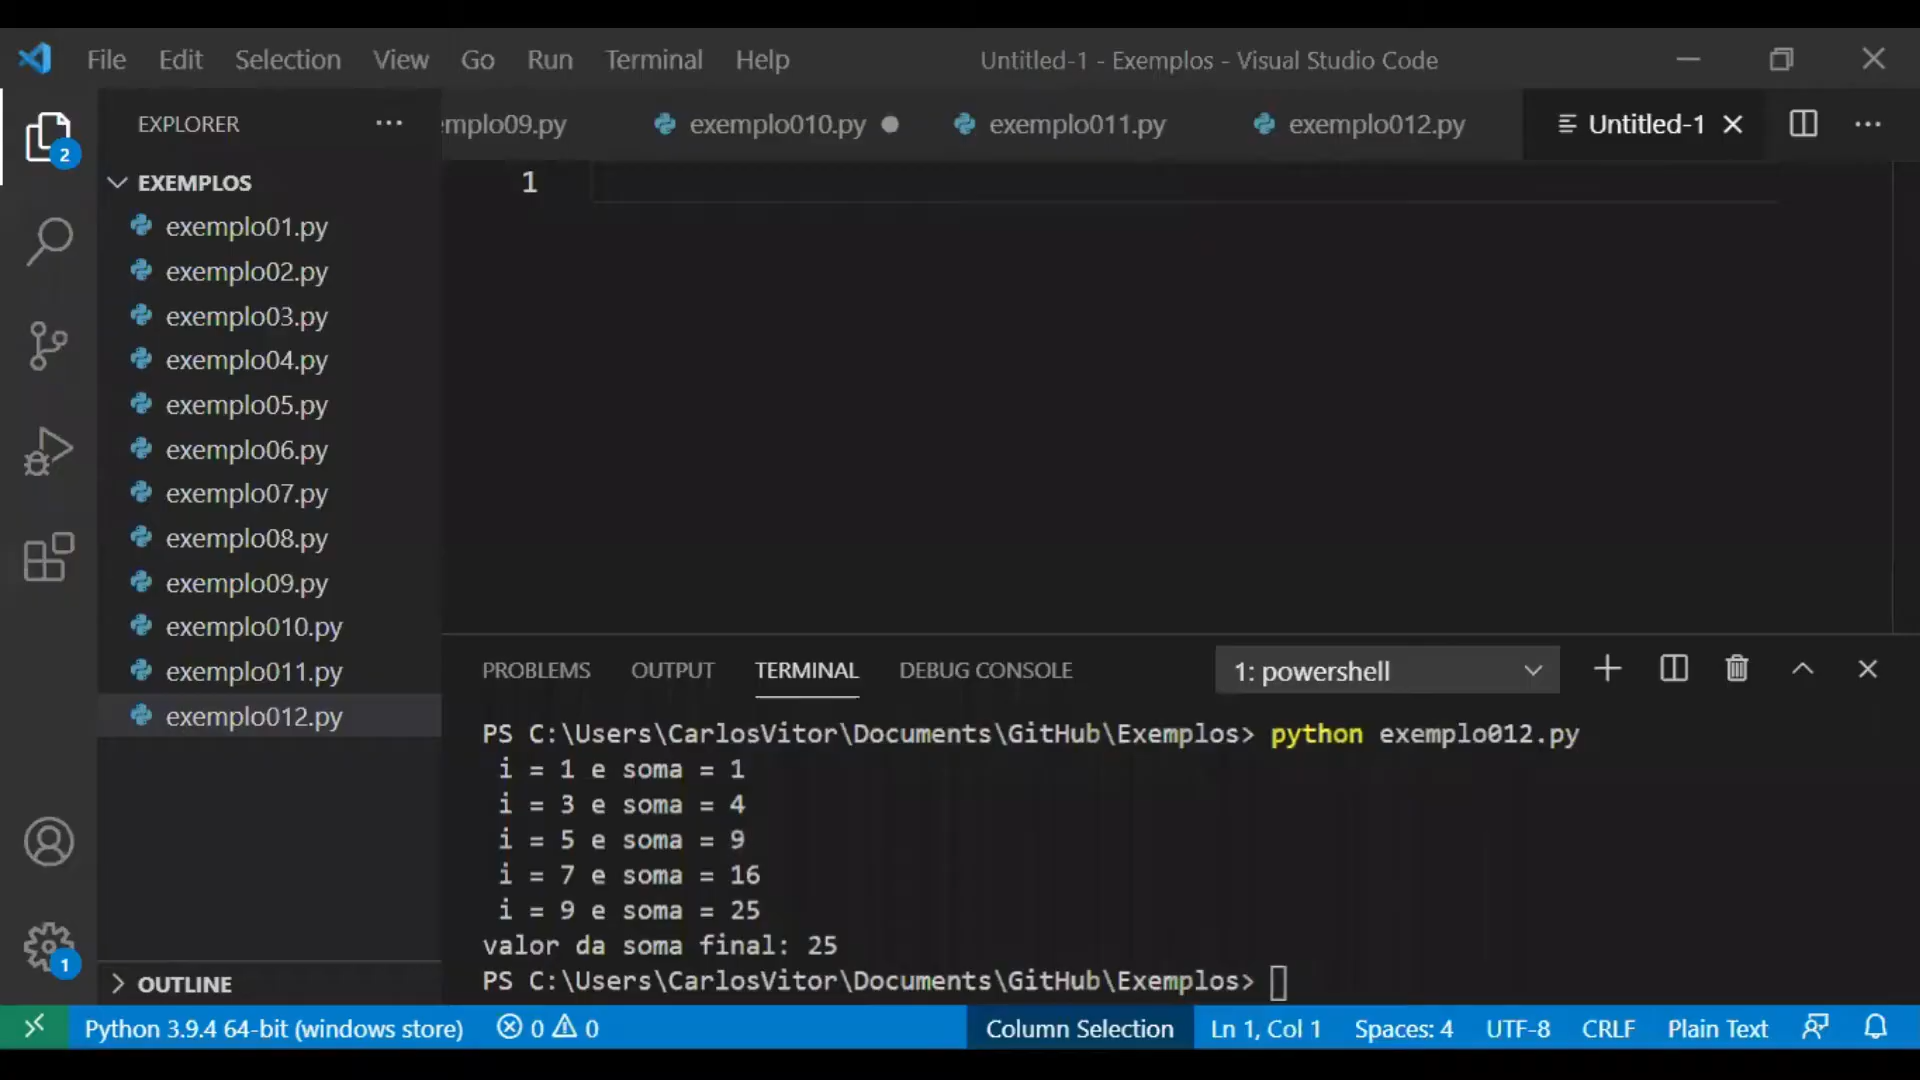 File Edit Selection View Go Run Terminal Help Untitled-1 - Exemplos - Visual Studio Code
EXPLORER ··· mplo09.py exemplo010.py exemplo011.py exemplo012.py Untitled-1 ···
2
EXEMPLOS
1
exemplo01.py
exemplo02.py
exemplo03.py
exemplo04.py
exemplo05.py
exemplo06.py
exemplo07.py
exemplo08.py
exemplo09.py
exemplo010.py
exemplo011.py
exemplo012.py
PROBLEMS OUTPUT TERMINAL DEBUG CONSOLE 1: powershell
PS C:\Users\CarlosVitor\Documents\GitHub\Exemplos> python exemplo012.py
i = 1 e soma = 1
i = 3 e soma = 4
i = 5 e soma = 9
i = 7 e soma = 16
i = 9 e soma = 25
valor da soma final: 25
PS C:\Users\CarlosVitor\Documents\GitHub\Exemplos>
1
OUTLINE
Python 3.9.4 64-bit (windows store) 0 0 Column Selection Ln 1, Col 1 Spaces: 4 UTF-8 CRLF Plain Text